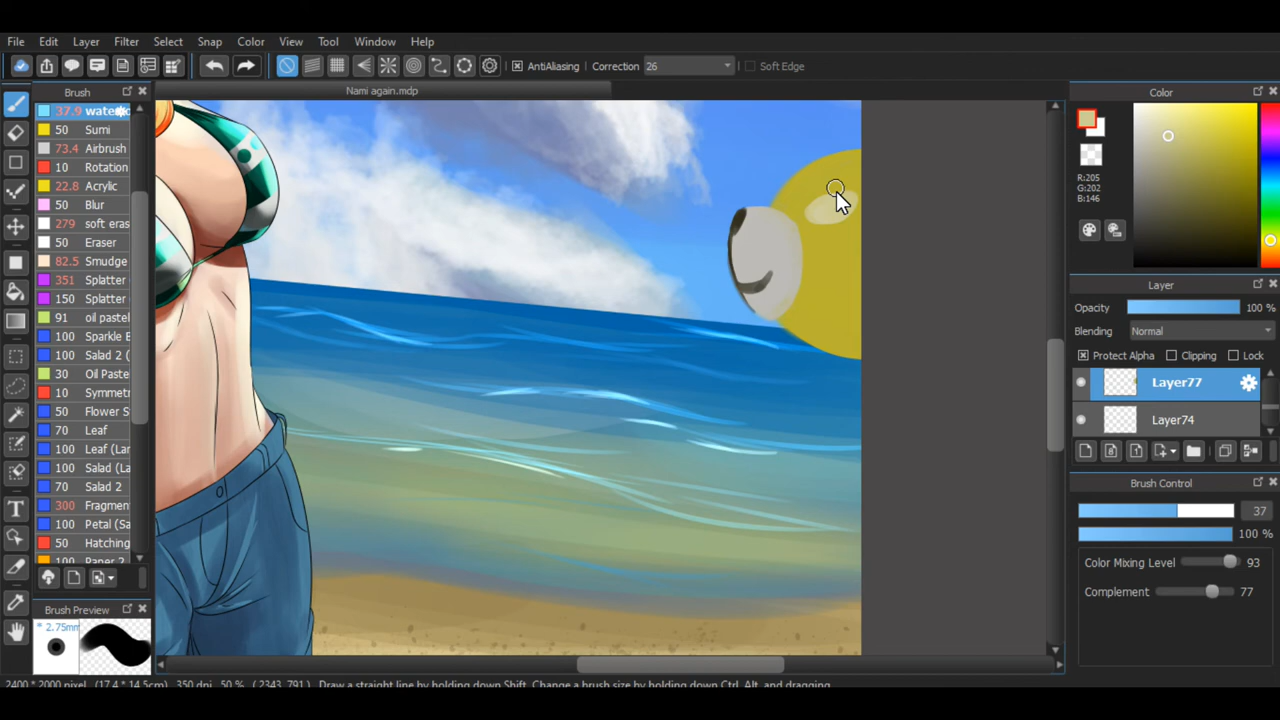 File Edit Layer Filter Select Snap Color View Tool Window Help
AntiAliasing Correction 26 Soft Edge
Brush
Nami again.mdp
37.9
50 Sumi
73.4 Airbrush
10 Rotation
22.8 Acrylic
50 Blur
279 soft eras
50 Eraser
82.5 Smudge
351 Splatter
150 Splatter
91 oil pastel
100 Sparkle
100 Salad 2 (
30 Oil Paste
10 Symmet
50 Flower S
70 Leaf
100 Leaf (Lar
100 Salad (La
70 Salad 2
300 Fragmen
100 Petal (Sa
50 Hatching
100 Paper 2
Brush Preview
* 2.75mm
Color
R:205
G:202
B:146
Layer
Opacity 100 %
Blending Normal
Protect Alpha Clipping Lock
Layer77
Layer74
Brush Control
37
100 %
Color Mixing Level 93
Complement 77
2400 * 2000 pixel (17.4 * 14.5cm) 350 dpi 50 % ( 2343, 791 ) Draw a straight line by holding down Shift, Change a brush size by holding down Ctrl, Alt, and dragging